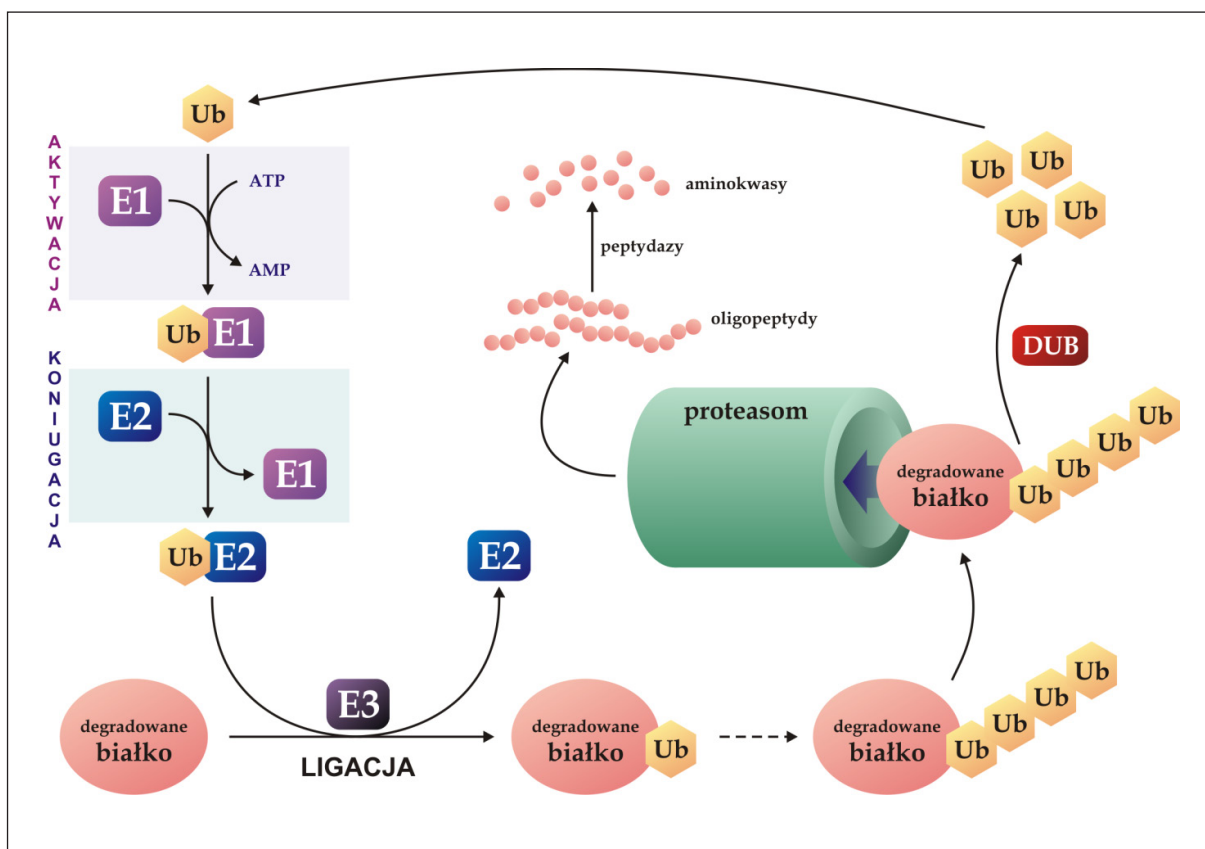 Ub
AKTYWACJA
E1
ATP
AMP
Ub E1
KONIUGACJA
E2
E1
Ub E2
E2
degradowane
białko
E3
LIGACJA
degradowane
białko
Ub
degradowane
białko
Ub
Ub
Ub
Ub
proteasom
degradowane
białko
Ub
Ub
Ub
Ub
DUB
Ub
Ub
Ub
Ub
oligopeptydy
peptydazy
aminokwasy